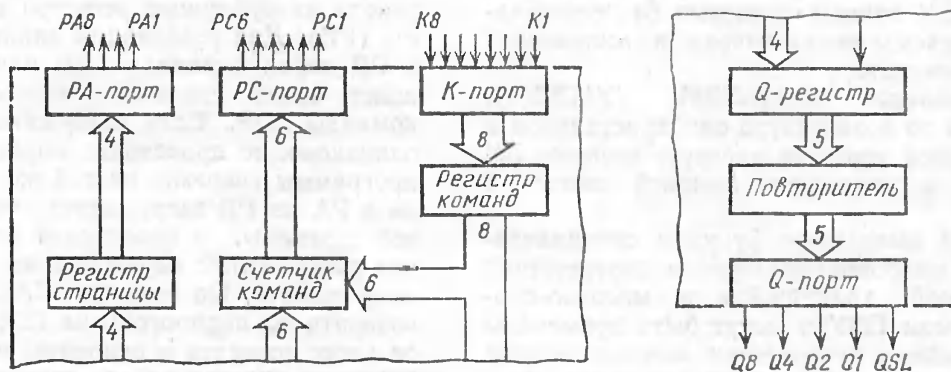 PA8 PA1 PC6 PC1 K8 K1
4
PA-порт PC-порт K-порт Q-регистр
4 6 8 5
Регистр команд Повторитель
8 5
Регистр страницы Счетчик команд 6 Q-порт
4 6
Q8 Q4 Q2 Q1 QSL